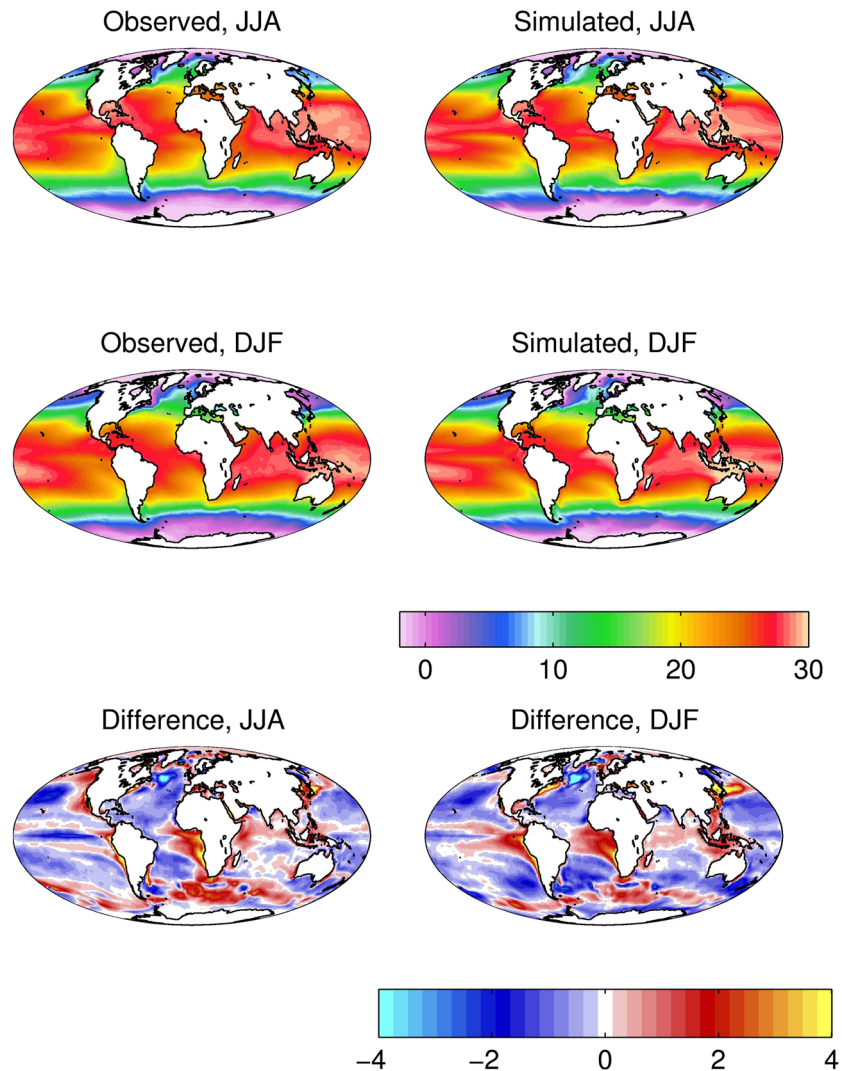 Observed, JJA
Simulated, JJA
Observed, DJF
Simulated, DJF
0 10 20 30
Difference, JJA
Difference, DJF
−4 −2 0 2 4